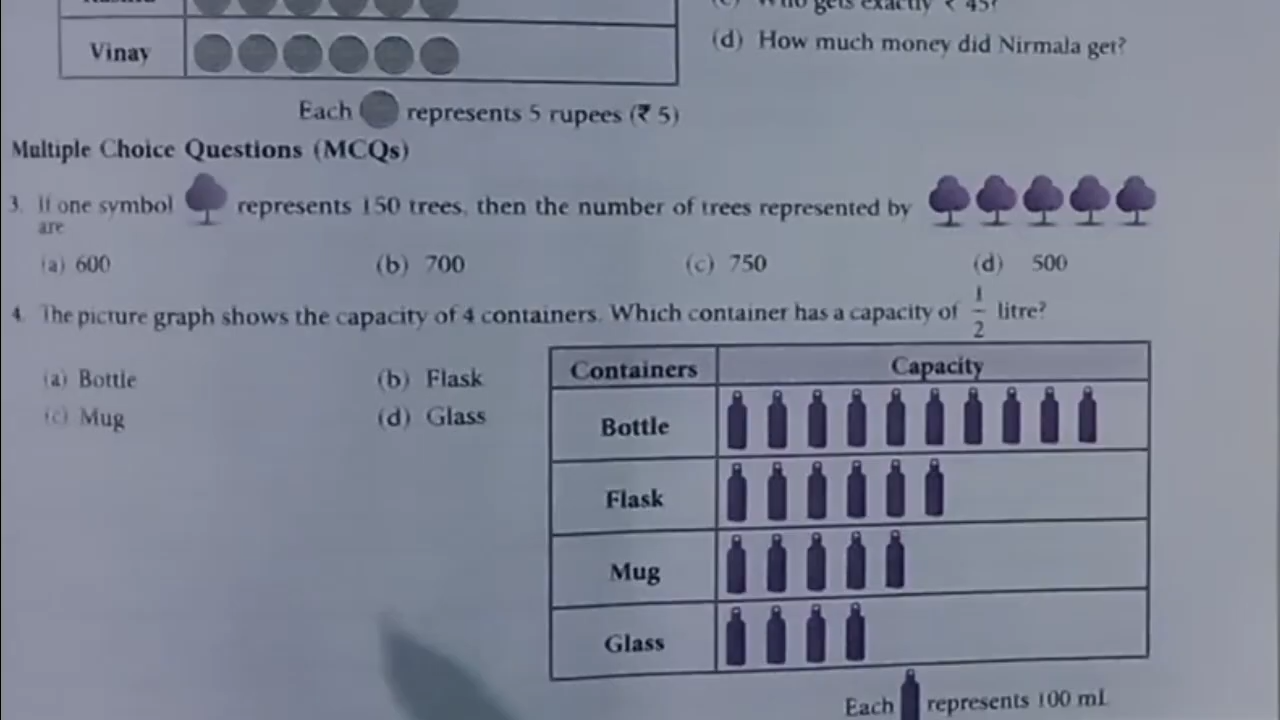 gets exactly ₹ 45?
Vinay
(d) How much money did Nirmala get?
Each represents 5 rupees (₹ 5)
Multiple Choice Questions (MCQs)
3. If one symbol represents 150 trees, then the number of trees represented by
are
(a) 600 (b) 700 (c) 750 (d) 500
4. The picture graph shows the capacity of 4 containers. Which container has a capacity of 1/2 litre?
(a) Bottle (b) Flask
(c) Mug (d) Glass
Containers Capacity
Bottle
Flask
Mug
Glass
Each represents 100 mL